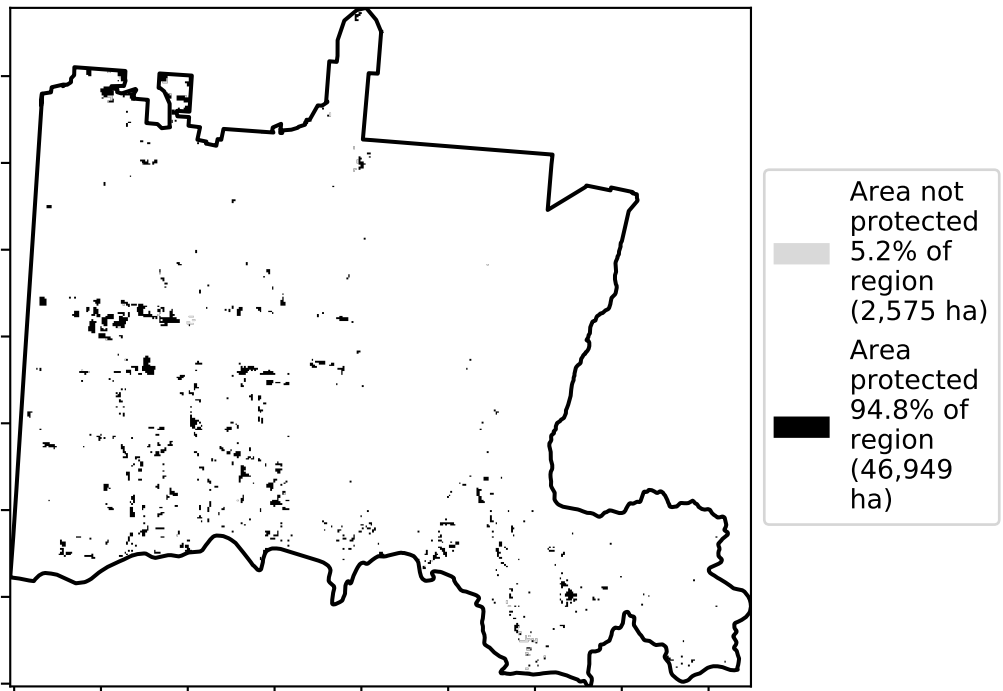 Area not
protected
5.2% of
region
(2,575 ha)
Area
protected
94.8% of
region
(46,949
ha)